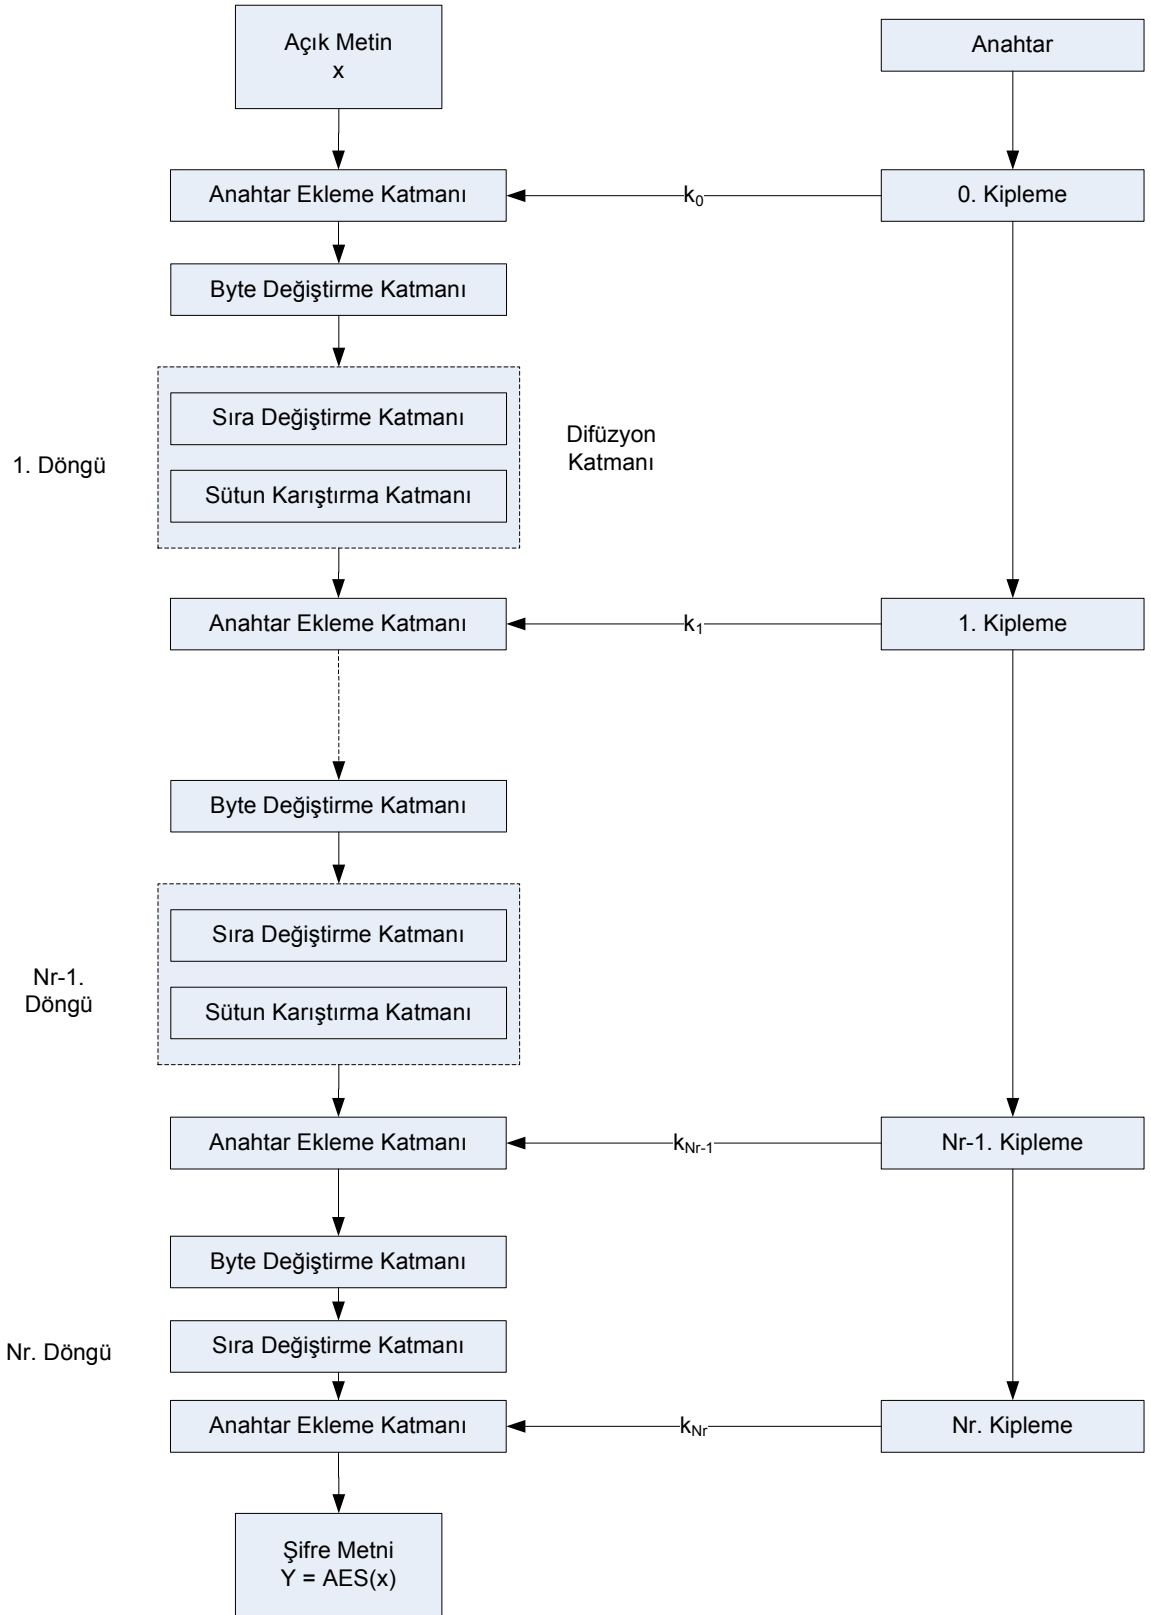 Açık Metin
x
Anahtar
Anahtar Ekleme Katmanı
k0
0. Kipleme
Byte Değiştirme Katmanı
Sıra Değiştirme Katmanı
Difüzyon
Katmanı
1. Döngü
Sütun Karıştırma Katmanı
Anahtar Ekleme Katmanı
k1
1. Kipleme
Byte Değiştirme Katmanı
Sıra Değiştirme Katmanı
Nr-1.
Döngü
Sütun Karıştırma Katmanı
Anahtar Ekleme Katmanı
kNr-1
Nr-1. Kipleme
Byte Değiştirme Katmanı
Nr. Döngü
Sıra Değiştirme Katmanı
Anahtar Ekleme Katmanı
kNr
Nr. Kipleme
Şifre Metni
Y = AES(x)